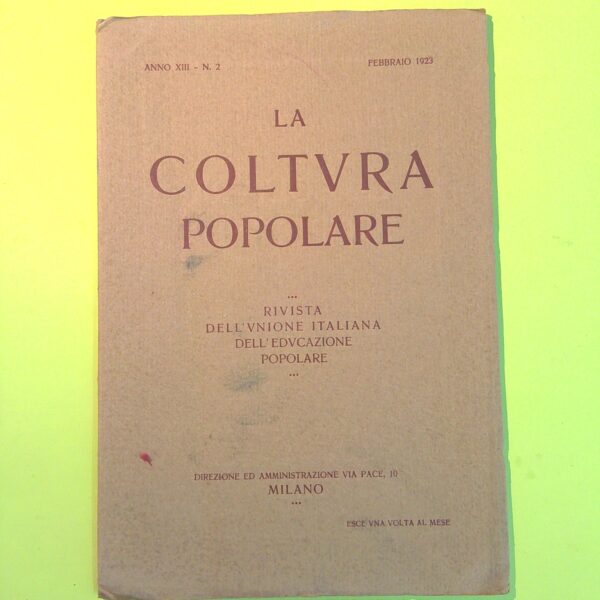 ANNO XIII - N. 2
FEBBRAIO 1923
LA
COLTVRA
POPOLARE
RIVISTA
DELL'VNIONE ITALIANA
DELL'EDVCAZIONE
POPOLARE
DIREZIONE ED AMMINISTRAZIONE VIA PACE, 10
MILANO
ESCE VNA VOLTA AL MESE